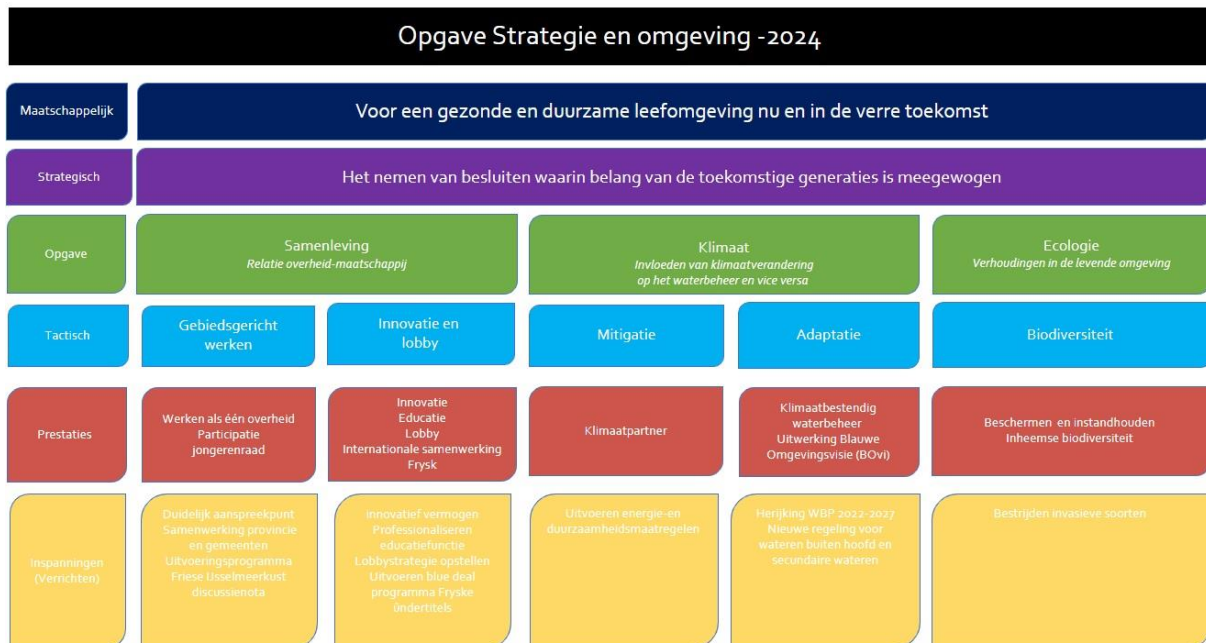 Opgave Strategie en omgeving -2024
Maatschappelijk
Voor een gezonde en duurzame leefomgeving nu en in de verre toekomst
Strategisch
Het nemen van besluiten waarin belang van de toekomstige generaties is meegewogen
Opgave
Samenleving
Relatie overheid-maatschappij
Klimaat
Invloeden van klimaatverandering
op het waterbeheer en vice versa
Ecologie
Verhoudingen in de levende omgeving
Tactisch
Gebiedsgericht
werken
Innovatie en
lobby
Mitigatie
Adaptatie
Biodiversiteit
Prestaties
Werken als één overheid
Participatie
jongerenraad
Innovatie
Educatie
Lobby
Internationale samenwerking
Frysk
Klimaatpartner
Klimaatbestendig
waterbeheer
Uitwerking Blauwe
Omgevingsvisie (BOvi)
Beschermen en instandhouden
Inheemse biodiversiteit
Inspanningen
(Verrichten)
Duidelijk aanspreekpunt
Samenwerking provincie
en gemeenten
Uitvoeringsprogramma
Friese IJsselmeerkust
discussienota
innovatief vermogen
Professionaliseren
educatiefunctie
Lobbystrategie opstellen
Uitvoeren blue deal
programma Fryske
ûndertitels
Uitvoeren energie-en
duurzaamheidsmaatregelen
Herijking WBP 2022-2027
Nieuwe regeling voor
wateren buiten hoofd en
secundaire wateren
Bestrijden invasieve soorten